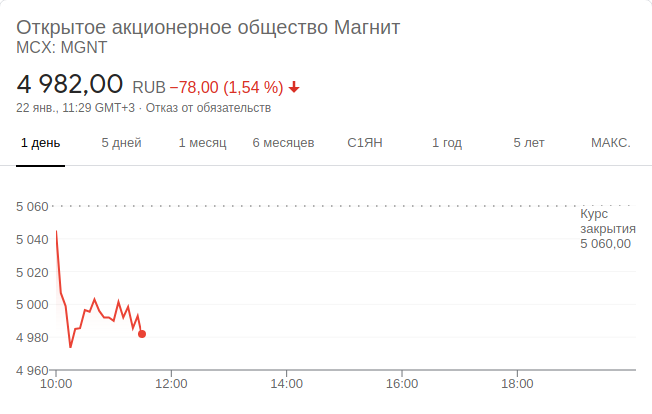 Открытое акционерное общество Магнит
MCX: MGNT
4 982,00 RUB −78,00 (1,54 %)
22 янв., 11:29 GMT+3 · Отказ от обязательств
1 день 5 дней 1 месяц 6 месяцев С1ЯН 1 год 5 лет МАКС.
5 060
Курс
закрытия
5 060,00
5 040
5 020
5 000
4 980
4 960
10:00 12:00 14:00 16:00 18:00